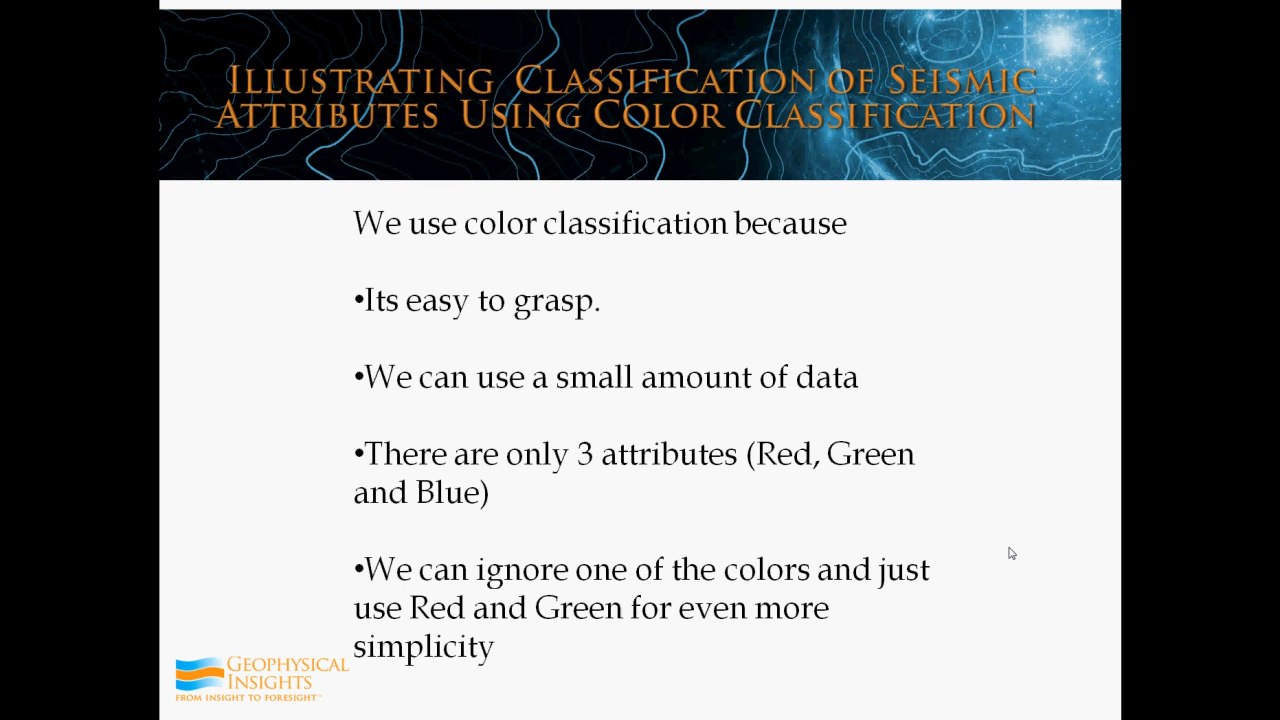 ILLUSTRATING CLASSIFICATION OF SEISMIC
ATTRIBUTES USING COLOR CLASSIFICATION
We use color classification because
•Its easy to grasp.
•We can use a small amount of data
•There are only 3 attributes (Red, Green
and Blue)
•We can ignore one of the colors and just
use Red and Green for even more
simplicity
GEOPHYSICAL
INSIGHTS
FROM INSIGHT TO FORESIGHT™